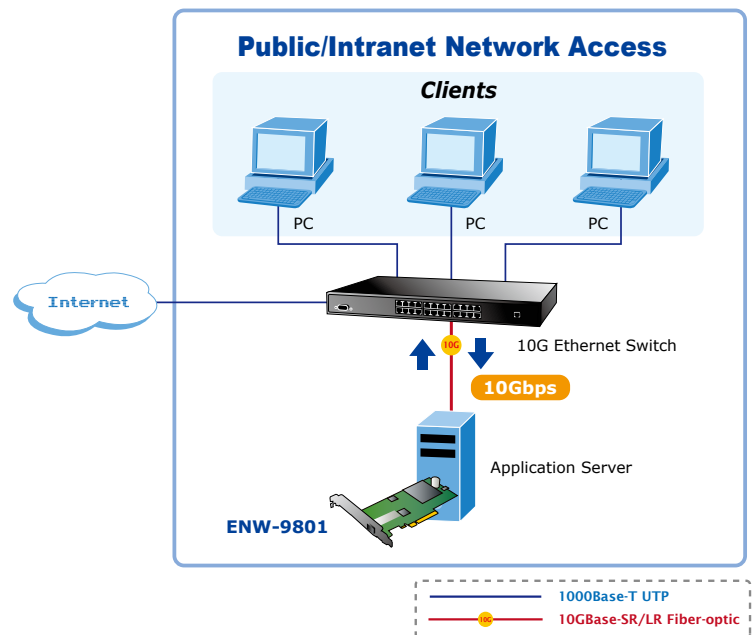 Public/Intranet Network Access
Clients
PC
PC
PC
Internet
10G Ethernet Switch
10G
10Gbps
Application Server
ENW-9801
1000Base-T UTP
10G
10GBase-SR/LR Fiber-optic